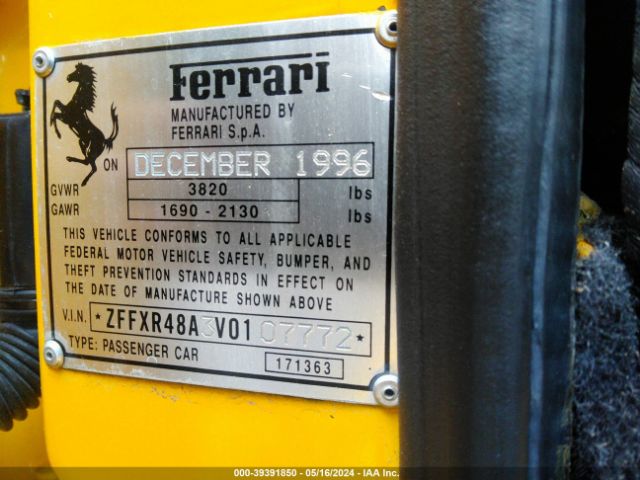 Ferrari
MANUFACTURED BY
FERRARI S.p.A.
ON DECEMBER 1996
GVWR 3820 lbs
GAWR 1690 - 2130 lbs
THIS VEHICLE CONFORMS TO ALL APPLICABLE
FEDERAL MOTOR VEHICLE SAFETY, BUMPER, AND
THEFT PREVENTION STANDARDS IN EFFECT ON
THE DATE OF MANUFACTURE SHOWN ABOVE
V.I.N. *ZFFXR48A3V0107772*
TYPE: PASSENGER CAR 171363
000-39391850 - 05/16/2024 - IAA Inc.